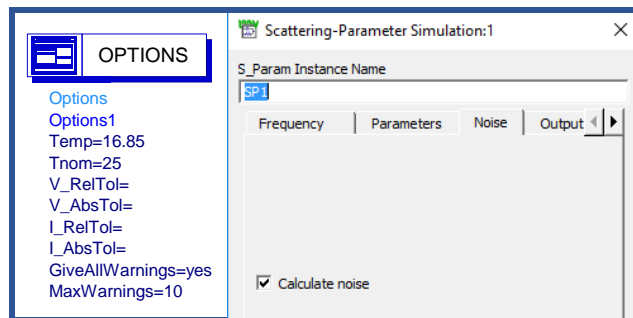 OPTIONS
Options
Options1
Temp=16.85
Tnom=25
V_RelTol=
V_AbsTol=
I_RelTol=
I_AbsTol=
GiveAllWarnings=yes
MaxWarnings=10
Scattering-Parameter Simulation:1
S_Param Instance Name
SP1
Frequency Parameters Noise Output
Calculate noise